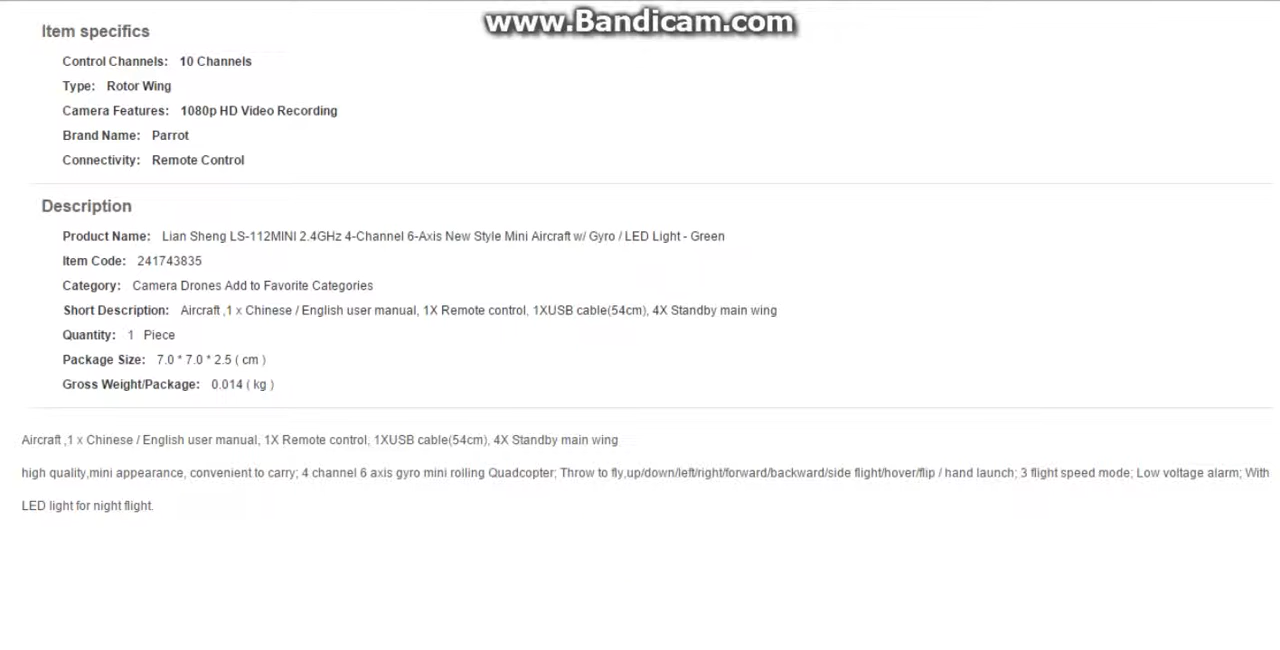 www.Bandicam.com
Item specifics
Control Channels: 10 Channels
Type: Rotor Wing
Camera Features: 1080p HD Video Recording
Brand Name: Parrot
Connectivity: Remote Control
Description
Product Name: Lian Sheng LS-112MINI 2.4GHz 4-Channel 6-Axis New Style Mini Aircraft w/ Gyro / LED Light - Green
Item Code: 241743835
Category: Camera Drones Add to Favorite Categories
Short Description: Aircraft ,1 x Chinese / English user manual, 1X Remote control, 1XUSB cable(54cm), 4X Standby main wing
Quantity: 1 Piece
Package Size: 7.0 * 7.0 * 2.5 ( cm )
Gross Weight/Package: 0.014 ( kg )
Aircraft ,1 x Chinese / English user manual, 1X Remote control, 1XUSB cable(54cm), 4X Standby main wing
high quality,mini appearance, convenient to carry; 4 channel 6 axis gyro mini rolling Quadcopter; Throw to fly,up/down/left/right/forward/backward/side flight/hover/flip / hand launch; 3 flight speed mode; Low voltage alarm; With
LED light for night flight.